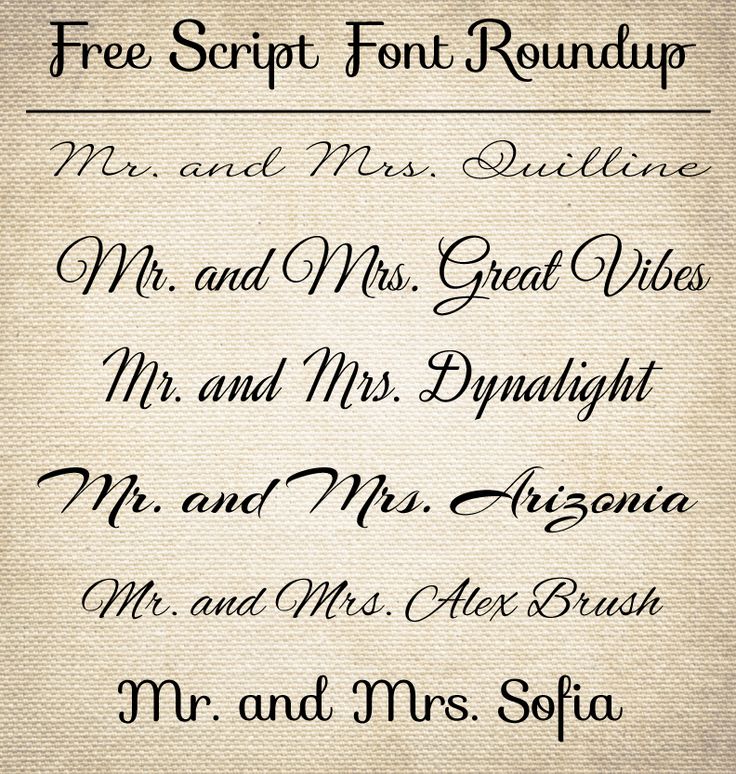 Free Script Font Roundup
Mr. and Mrs. Quilline
Mr. and Mrs. Great Vibes
Mr. and Mrs. Dynalight
Mr. and Mrs. Arizonia
Mr. and Mrs. Alex Brush
Mr. and Mrs. Sofia